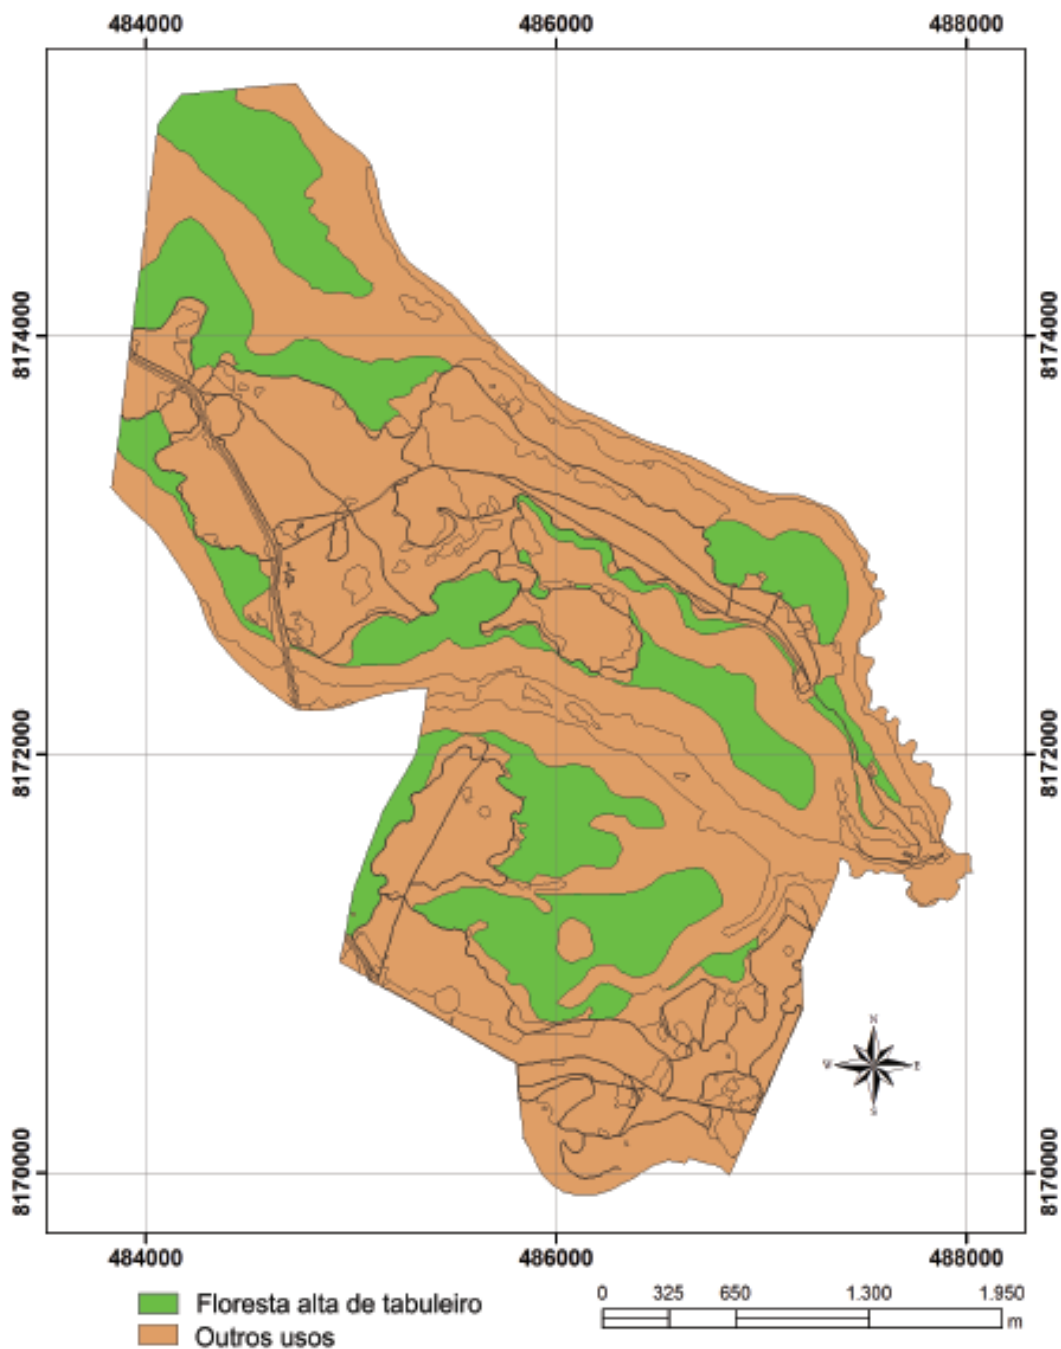 484000 486000 488000
8174000 8174000
8172000 8172000
N
W E
S
8170000 8170000
484000 486000 488000
Floresta alta de tabuleiro
Outros usos
0 325 650 1.300 1.950
m